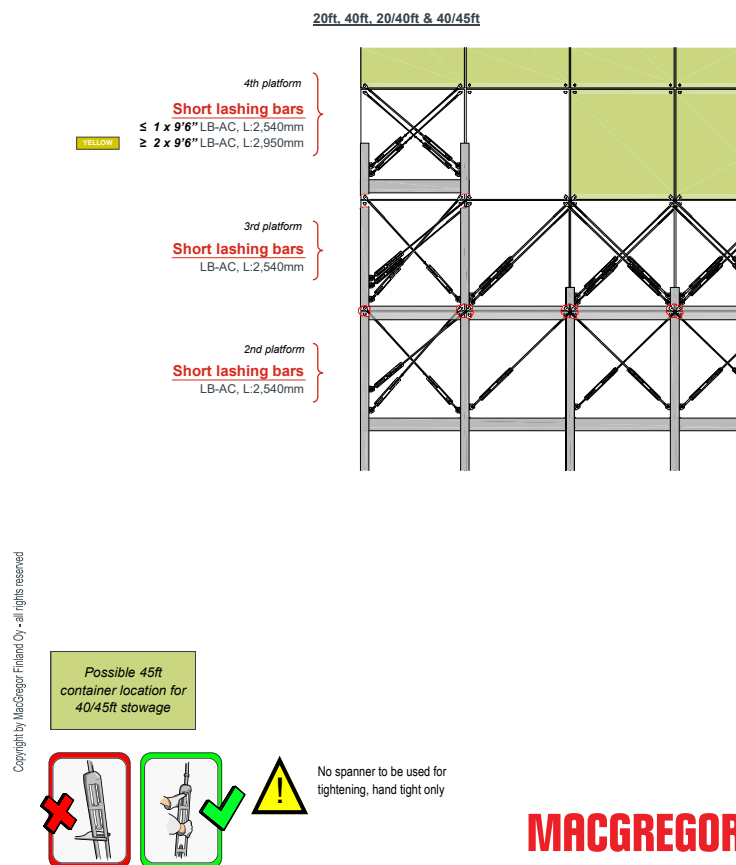 20ft, 40ft, 20/40ft & 40/45ft
4th platform
Short lashing bars
≤ 1 x 9'6” LB-AC, L:2,540mm
YELLOW ≥ 2 x 9'6” LB-AC, L:2,950mm
3rd platform
Short lashing bars
LB-AC, L:2,540mm
2nd platform
Short lashing bars
LB-AC, L:2,540mm
Copyright by MacGregor Finland Oy - all rights reserved
Possible 45ft
container location for
40/45ft stowage
!
No spanner to be used for
tightening, hand tight only
MACGREGOR